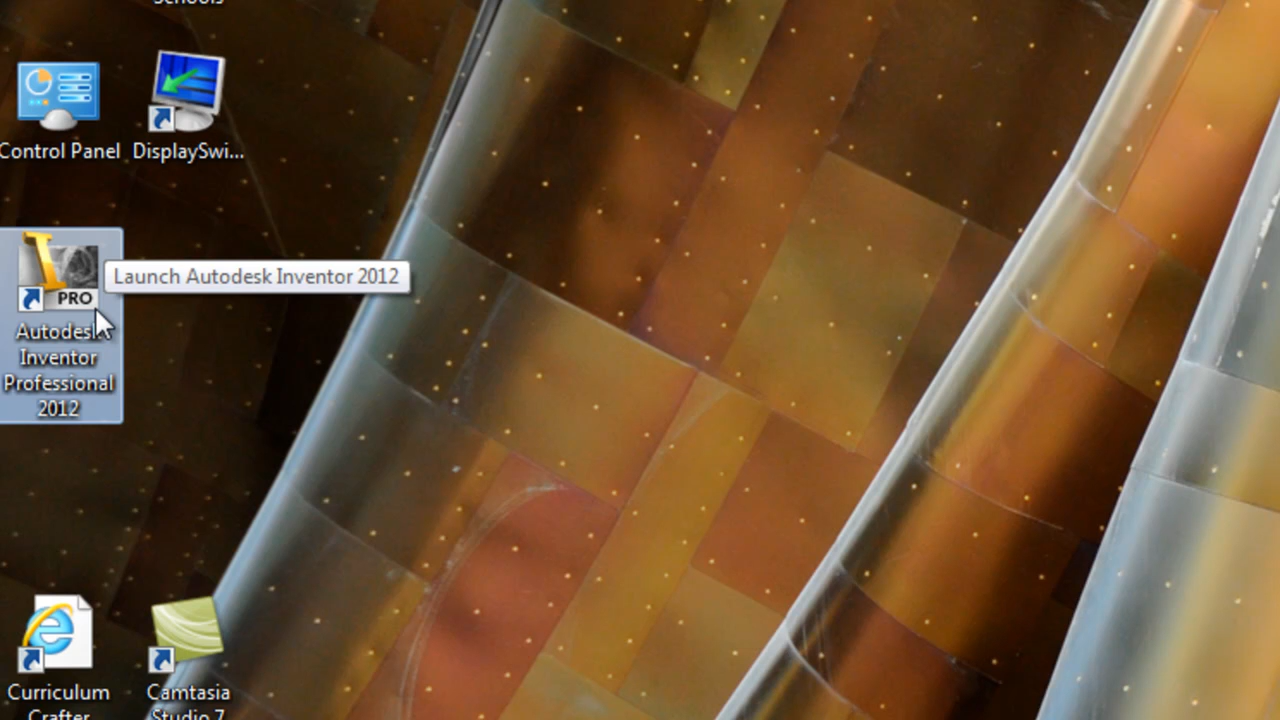 Schools
Control Panel
DisplaySwi...
PRO
Launch Autodesk Inventor 2012
Autodesk
Inventor
Professional
2012
Curriculum
Crafter
Camtasia
Studio 7